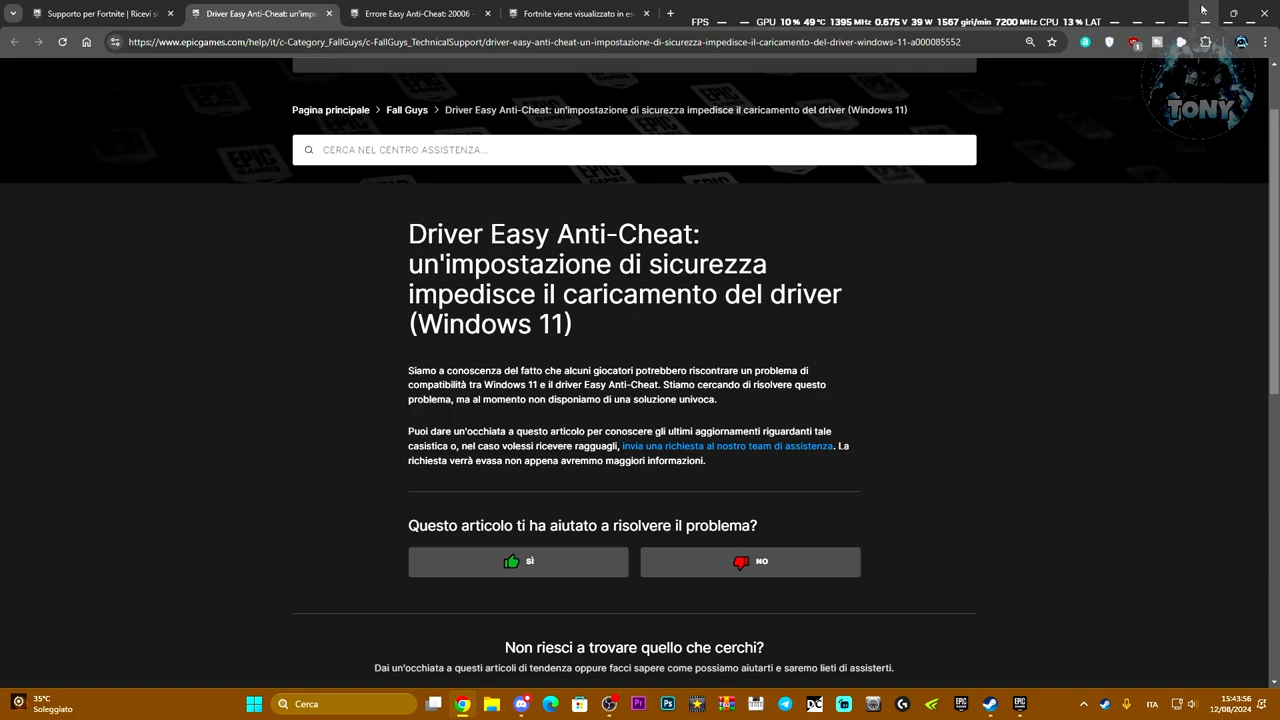 Supporto per Fortnite | Ricevi s
Driver Easy Anti-Cheat: un'impo
Errore Easy Anti-Cheat: 20006 -
Fortnite viene visualizzato in es
FPS — — GPU 10 % 49 °C 1395 MHz 0.675 V 39 W 1567 giri/min 7200 MHz CPU 13 % LAT — — — —
https://www.epicgames.com/help/it/c-Category_FallGuys/c-FallGuys_TechnicalSupport/driver-easy-anti-cheat-un-impostazione-di-sicurezza-impedisce-il-caricamento-del-driver-windows-11-a000085552
1
TONY
Pagina principale > Fall Guys > Driver Easy Anti-Cheat: un'impostazione di sicurezza impedisce il caricamento del driver (Windows 11)
CERCA NEL CENTRO ASSISTENZA...
Driver Easy Anti-Cheat:
un'impostazione di sicurezza
impedisce il caricamento del driver
(Windows 11)
Siamo a conoscenza del fatto che alcuni giocatori potrebbero riscontrare un problema di
compatibilità tra Windows 11 e il driver Easy Anti-Cheat. Stiamo cercando di risolvere questo
problema, ma al momento non disponiamo di una soluzione univoca.
Puoi dare un'occhiata a questo articolo per conoscere gli ultimi aggiornamenti riguardanti tale
casistica o, nel caso volessi ricevere ragguagli, invia una richiesta al nostro team di assistenza. La
richiesta verrà evasa non appena avremmo maggiori informazioni.
Questo articolo ti ha aiutato a risolvere il problema?
SÌ
NO
Non riesci a trovare quello che cerchi?
Dai un'occhiata a questi articoli di tendenza oppure facci sapere come possiamo aiutarti e saremo lieti di assisterti.
35°C
Soleggiato
Cerca
ITA
15:43:56
12/08/2024